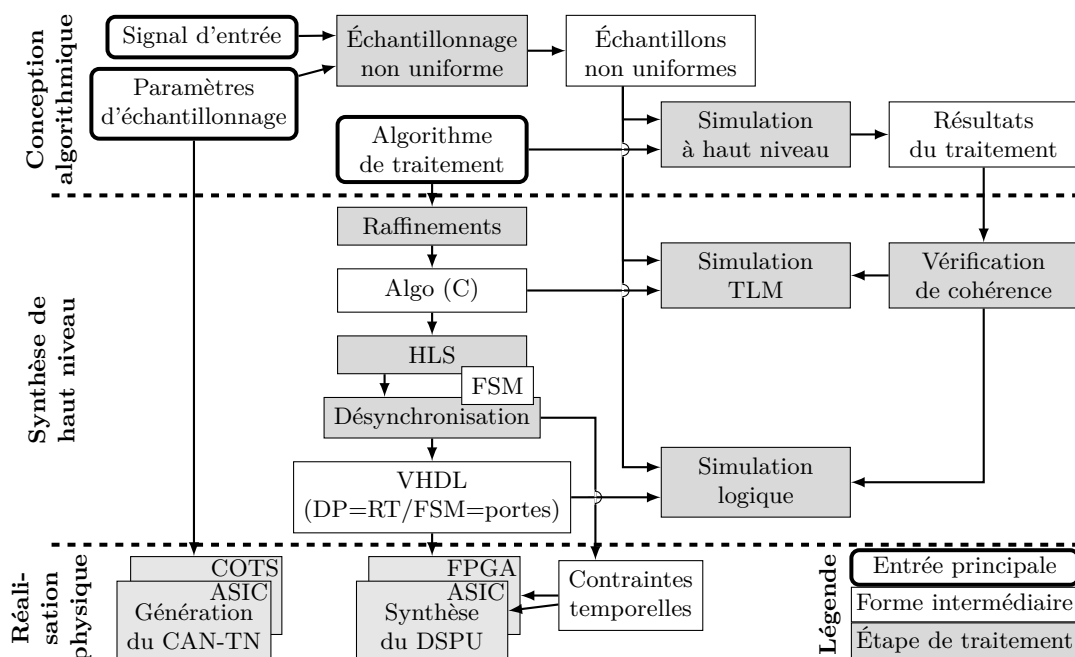 Conception
algorithmique
Signal d'entrée
Paramètres
d'échantillonnage
Échantillonnage
non uniforme
Échantillons
non uniformes
Algorithme
de traitement
Simulation
à haut niveau
Résultats
du traitement
Synthèse de
haut niveau
Raffinements
Algo (C)
HLS
FSM
Désynchronisation
VHDL
(DP=RT/FSM=portes)
Simulation
TLM
Vérification
de cohérence
Simulation
logique
Réali-
sation
physique
COTS
ASIC
Génération
du CAN-TN
FPGA
ASIC
Synthèse
du DSPU
Contraintes
temporelles
Légende
Entrée principale
Forme intermédiaire
Étape de traitement